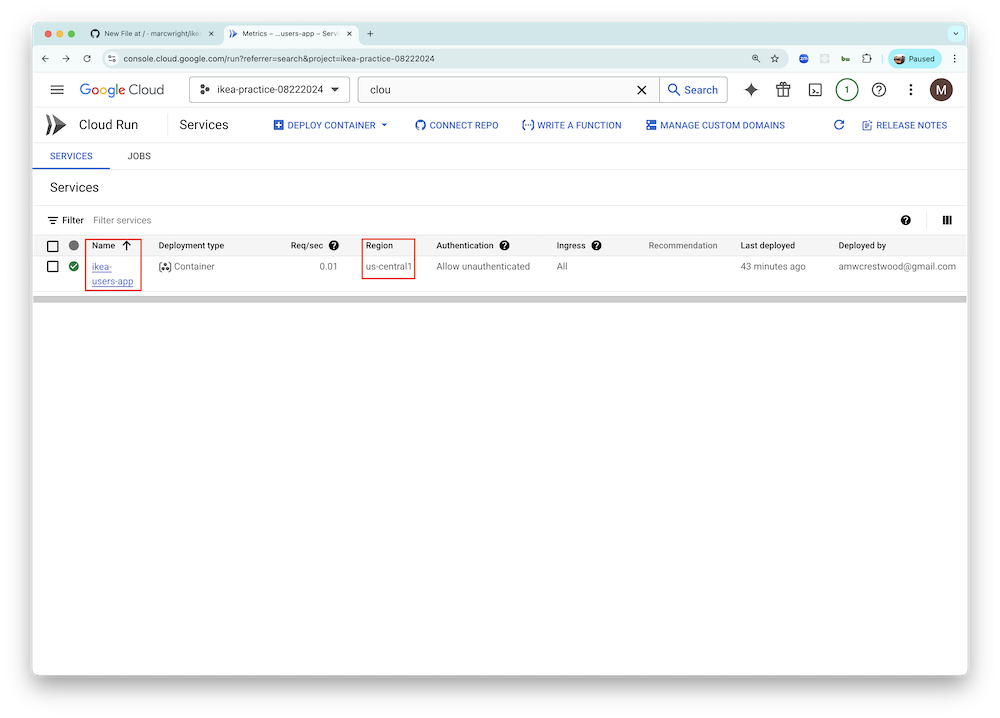 New File at / · marcwright/ike
Metrics – ...users-app – Serv
console.cloud.google.com/run?referrer=search&project=ikea-practice-08222024
zm
bw
Paused
Google Cloud
ikea-practice-08222024
clou
Search
1
M
Cloud Run
Services
DEPLOY CONTAINER
CONNECT REPO
WRITE A FUNCTION
MANAGE CUSTOM DOMAINS
RELEASE NOTES
SERVICES
JOBS
Services
Filter Filter services
Name Deployment type Req/sec Region Authentication Ingress Recommendation Last deployed Deployed by
ikea- Container 0.01 us-central1 Allow unauthenticated All 43 minutes ago amwcrestwood@gmail.com
users-app